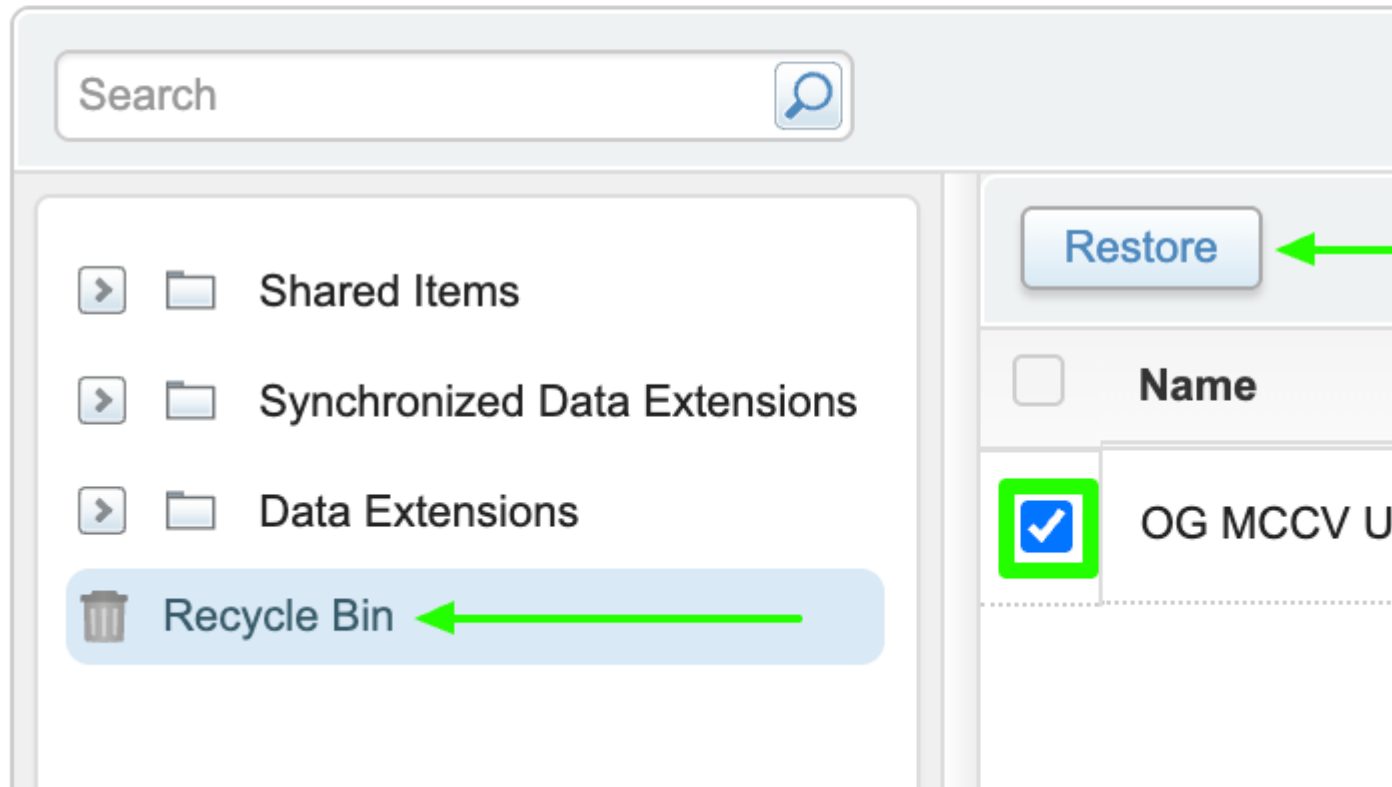 Search
Shared Items
Synchronized Data Extensions
Data Extensions
Recycle Bin
Restore
Name
OG MCCV U